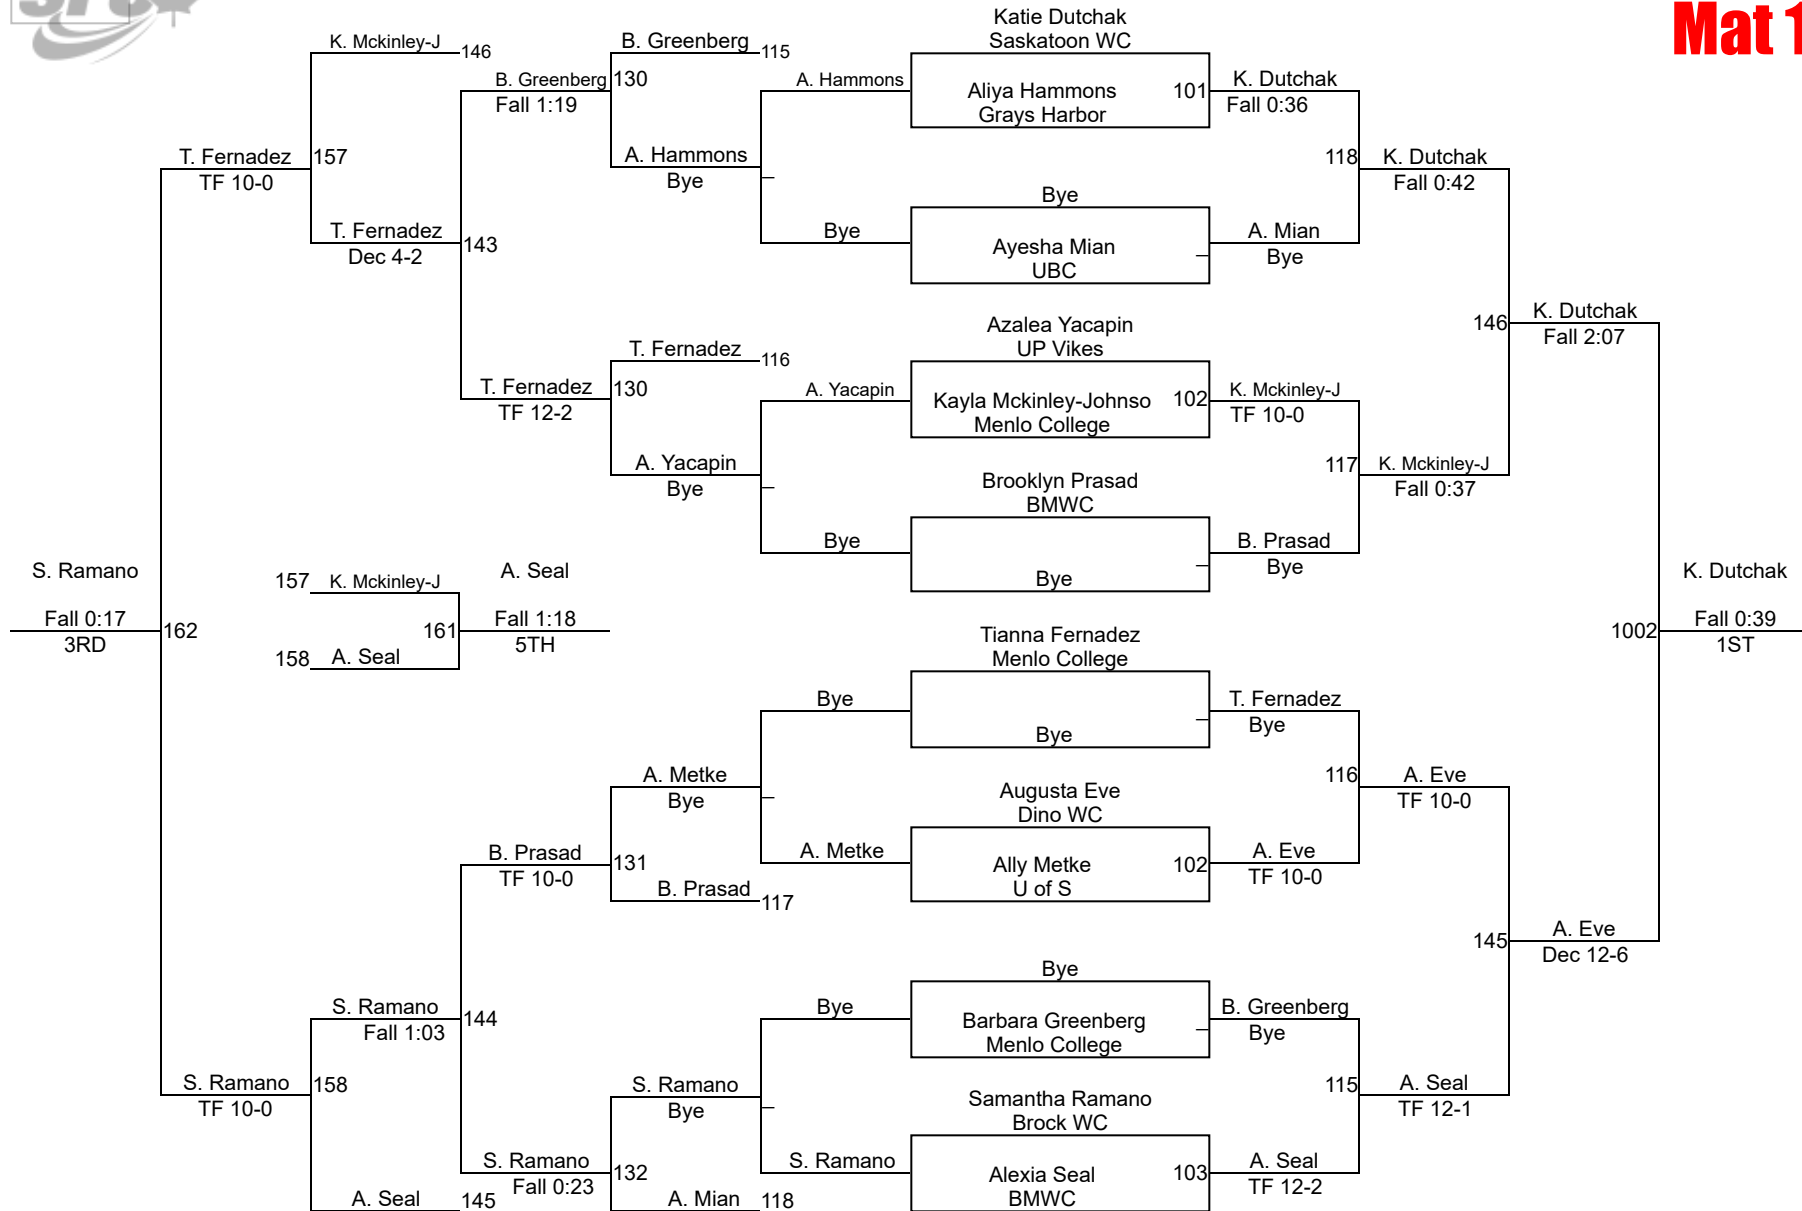 Mat 1
Katie Dutchak
Saskatoon WC
K. Mckinley-J
146
B. Greenberg
115
B. Greenberg
130
A. Hammons
Aliya Hammons
101
K. Dutchak
Fall 1:19
Grays Harbor
Fall 0:36
T. Fernadez
157
A. Hammons
118
K. Dutchak
TF 10-0
Bye
Fall 0:42
Bye
T. Fernadez
143
Bye
Ayesha Mian
A. Mian
Dec 4-2
UBC
Bye
Azalea Yacapin
UP Vikes
146
K. Dutchak
Fall 2:07
T. Fernadez
116
T. Fernadez
130
A. Yacapin
Kayla Mckinley-Johnso
102
K. Mckinley-J
TF 12-2
Menlo College
TF 10-0
A. Yacapin
117
K. Mckinley-J
Bye
Brooklyn Prasad
Fall 0:37
BMWC
Bye
B. Prasad
Bye
Bye
S. Ramano
157
K. Mckinley-J
A. Seal
K. Dutchak
Fall 0:17
162
161
Fall 1:18
1002
Fall 0:39
3RD
5TH
1ST
158
A. Seal
Tianna Fernadez
Menlo College
Bye
T. Fernadez
Bye
Bye
A. Metke
116
A. Eve
Bye
Augusta Eve
TF 10-0
Dino WC
B. Prasad
131
A. Metke
Ally Metke
102
A. Eve
TF 10-0
U of S
TF 10-0
B. Prasad
117
145
A. Eve
Dec 12-6
Bye
S. Ramano
144
Bye
Barbara Greenberg
B. Greenberg
Fall 1:03
Menlo College
Bye
S. Ramano
158
S. Ramano
115
A. Seal
TF 10-0
Bye
Samantha Ramano
TF 12-1
Brock WC
S. Ramano
132
S. Ramano
Alexia Seal
103
A. Seal
Fall 0:23
BMWC
TF 12-2
A. Seal
145
A. Mian
118